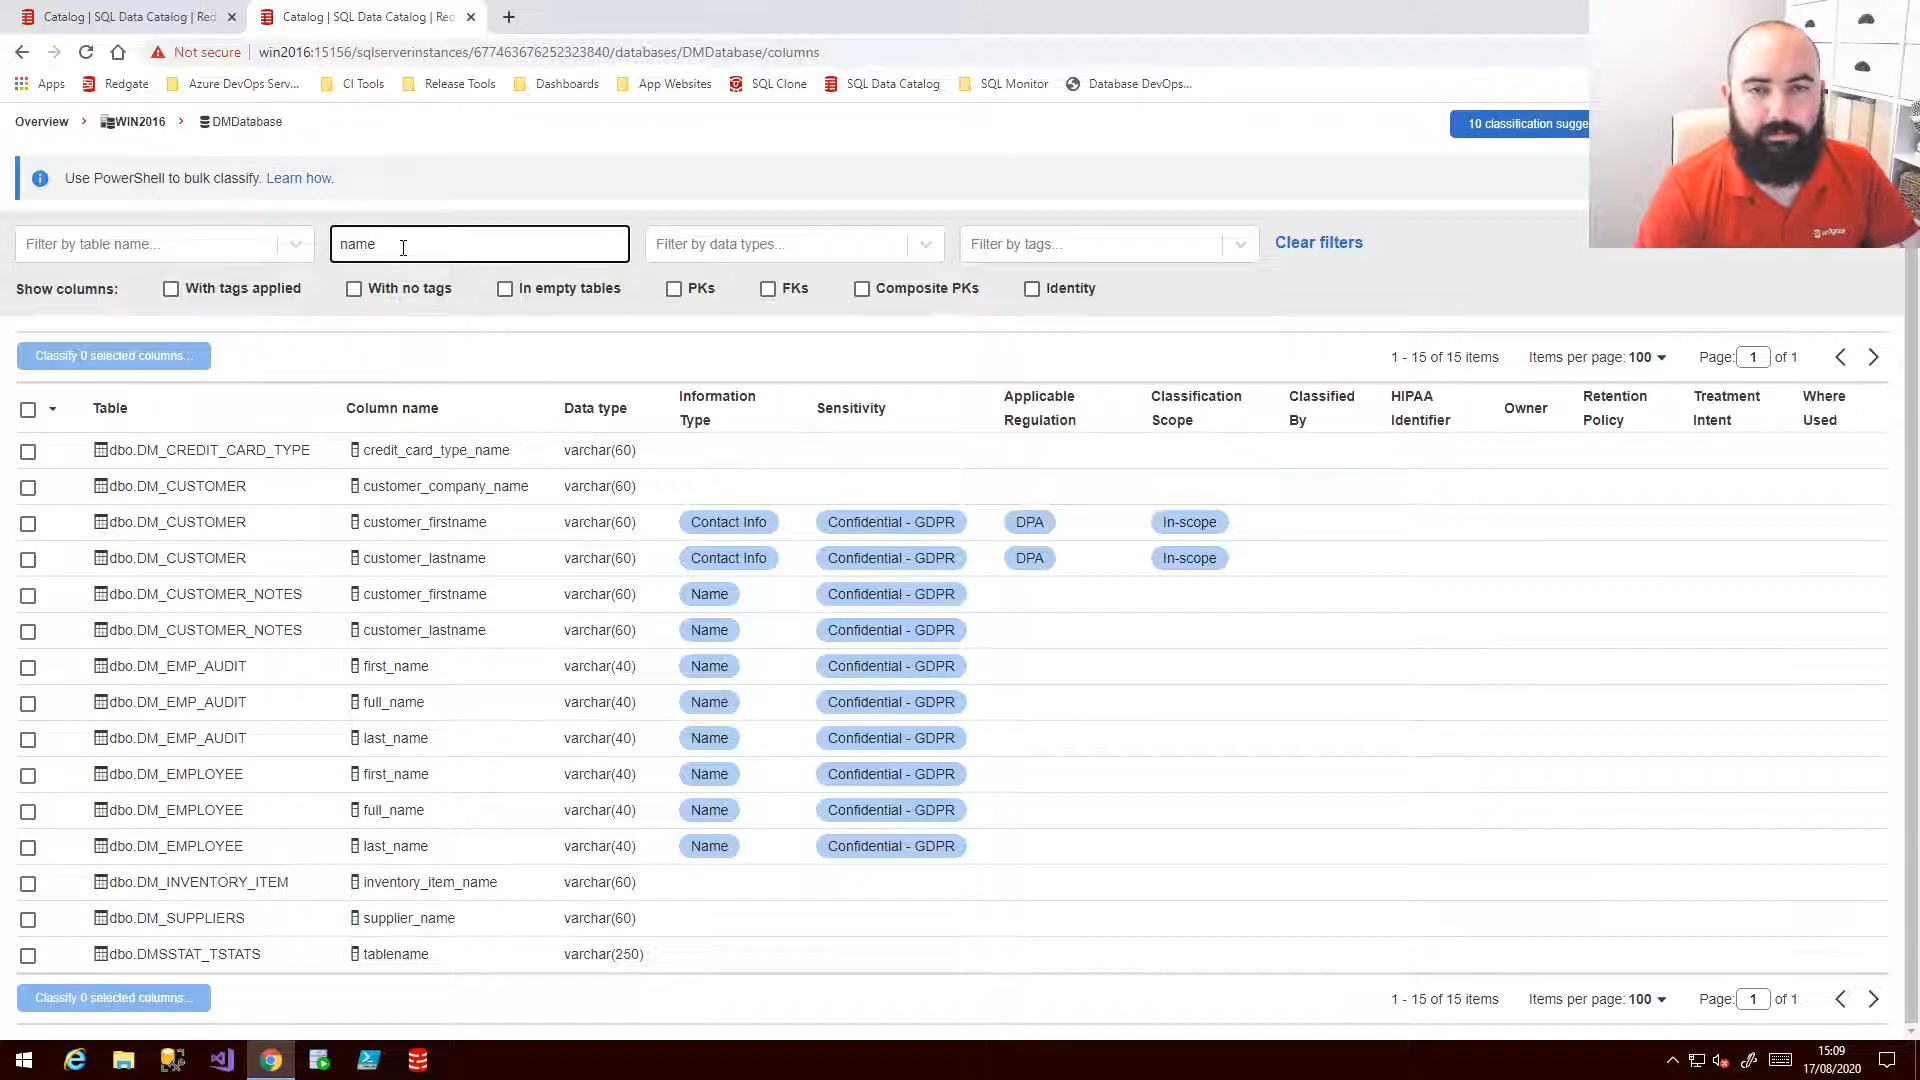 Catalog | SQL Data Catalog | Red
Catalog | SQL Data Catalog | Red
Not secure win2016:15156/sqlserverinstances/677463676252323840/databases/DMDatabase/columns
Apps Redgate Azure DevOps Serv... CI Tools Release Tools Dashboards App Websites SQL Clone SQL Data Catalog SQL Monitor Database DevOps...
Overview > WIN2016 > DMDatabase
10 classification sugge
Use PowerShell to bulk classify. Learn how.
Filter by table name... name Filter by data types... Filter by tags... Clear filters
Show columns: With tags applied With no tags In empty tables PKs FKs Composite PKs Identity
Classify 0 selected columns... 1 - 15 of 15 items Items per page: 100 Page: 1 of 1
Table Column name Data type Information Type Sensitivity Applicable Regulation Classification Scope Classified By HIPAA Identifier Owner Retention Policy Treatment Intent Where Used
dbo.DM_CREDIT_CARD_TYPE credit_card_type_name varchar(60)
dbo.DM_CUSTOMER customer_company_name varchar(60)
dbo.DM_CUSTOMER customer_firstname varchar(60) Contact Info Confidential - GDPR DPA In-scope
dbo.DM_CUSTOMER customer_lastname varchar(60) Contact Info Confidential - GDPR DPA In-scope
dbo.DM_CUSTOMER_NOTES customer_firstname varchar(60) Name Confidential - GDPR
dbo.DM_CUSTOMER_NOTES customer_lastname varchar(60) Name Confidential - GDPR
dbo.DM_EMP_AUDIT first_name varchar(40) Name Confidential - GDPR
dbo.DM_EMP_AUDIT full_name varchar(40) Name Confidential - GDPR
dbo.DM_EMP_AUDIT last_name varchar(40) Name Confidential - GDPR
dbo.DM_EMPLOYEE first_name varchar(40) Name Confidential - GDPR
dbo.DM_EMPLOYEE full_name varchar(40) Name Confidential - GDPR
dbo.DM_EMPLOYEE last_name varchar(40) Name Confidential - GDPR
dbo.DM_INVENTORY_ITEM inventory_item_name varchar(60)
dbo.DM_SUPPLIERS supplier_name varchar(60)
dbo.DMSSTAT_TSTATS tablename varchar(250)
Classify 0 selected columns... 1 - 15 of 15 items Items per page: 100 Page: 1 of 1
15:09
17/08/2020
redgate